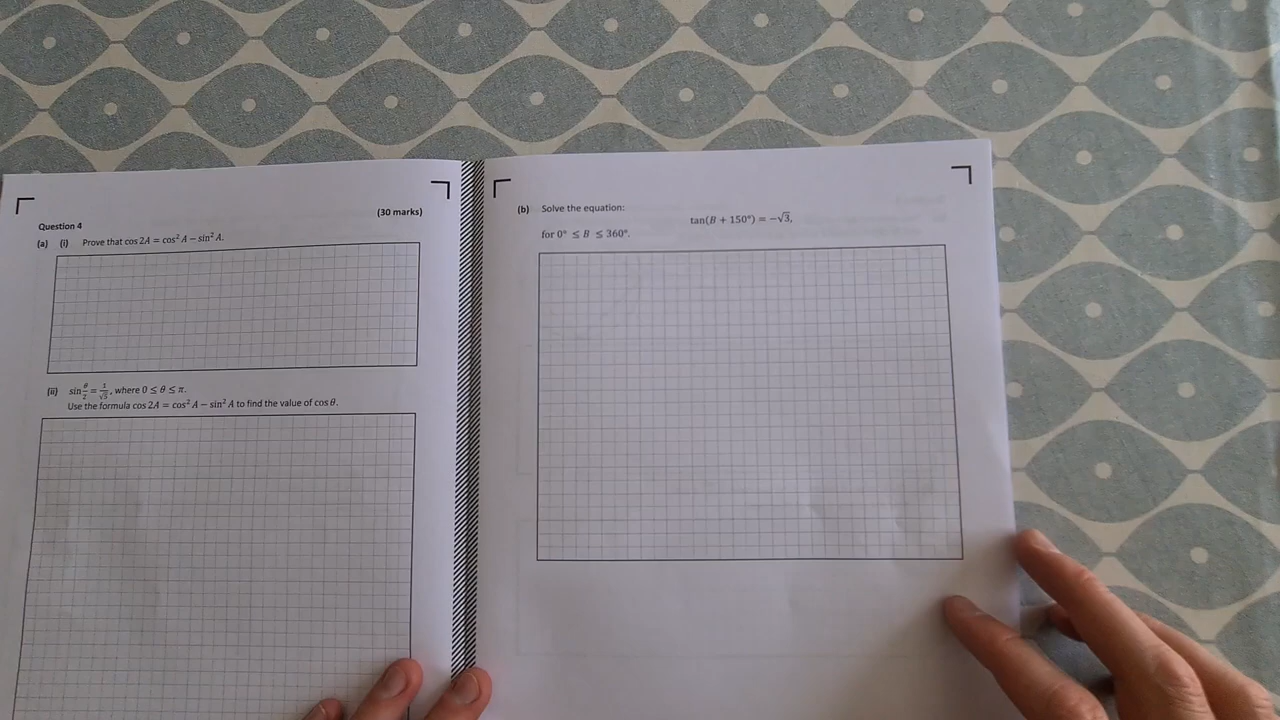 Question 4
(30 marks)
(a) (i) Prove that cos 2A = cos² A − sin² A.
(ii) sin θ/2 = 1/√5, where 0 ≤ θ ≤ π.
Use the formula cos 2A = cos² A − sin² A to find the value of cos θ.
(b) Solve the equation:
tan(B + 150°) = −√3,
for 0° ≤ B ≤ 360°.